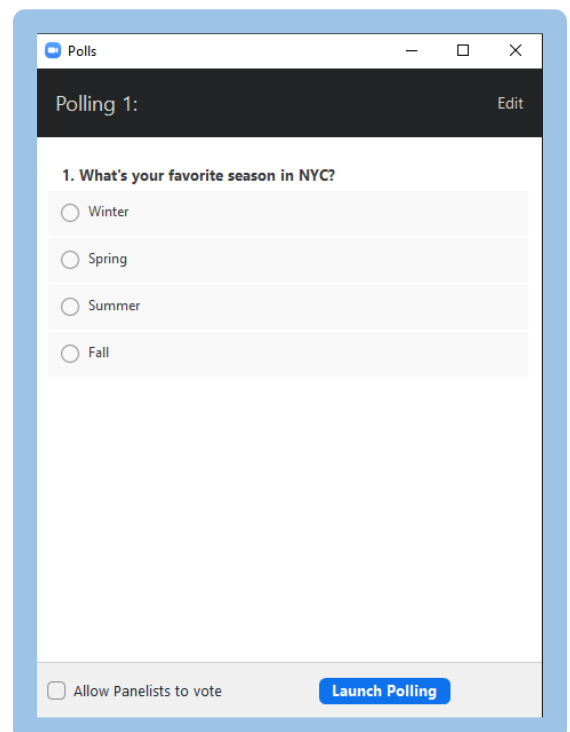 Polls
Polling 1:
Edit
1. What's your favorite season in NYC?
Winter
Spring
Summer
Fall
Allow Panelists to vote
Launch Polling